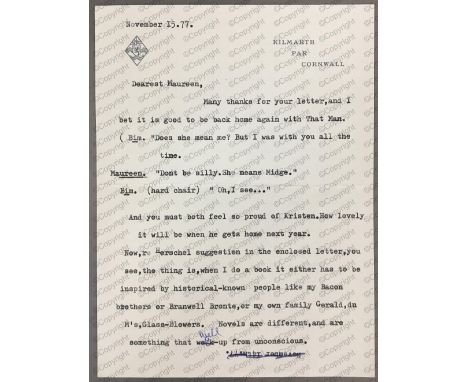 November 15.77.
KILMARTH
PAR
CORNWALL
Dearest Maureen,
Many thanks for your letter,and I
bet it is good to be back home again with That Man.
( Bim. "Does she mean me? But I was with you all the
time.
Maureen. "Dont be silly.She means Midge."
Bim. (hard chair) " Oh,I see..."
And you must both feel so proud of Kristen.How lovely
it will be when he gets home next year.
Now,re Herschel suggestion in the enclosed letter,you
see,the thing is,when I do a book it either has to be
inspired by historical-known people like my Bacon
brothers or Branwell Bronte,or my own family Gerald,du
M's,Glass-Blowers. Novels are different,and are
something that well-up from unconscious.